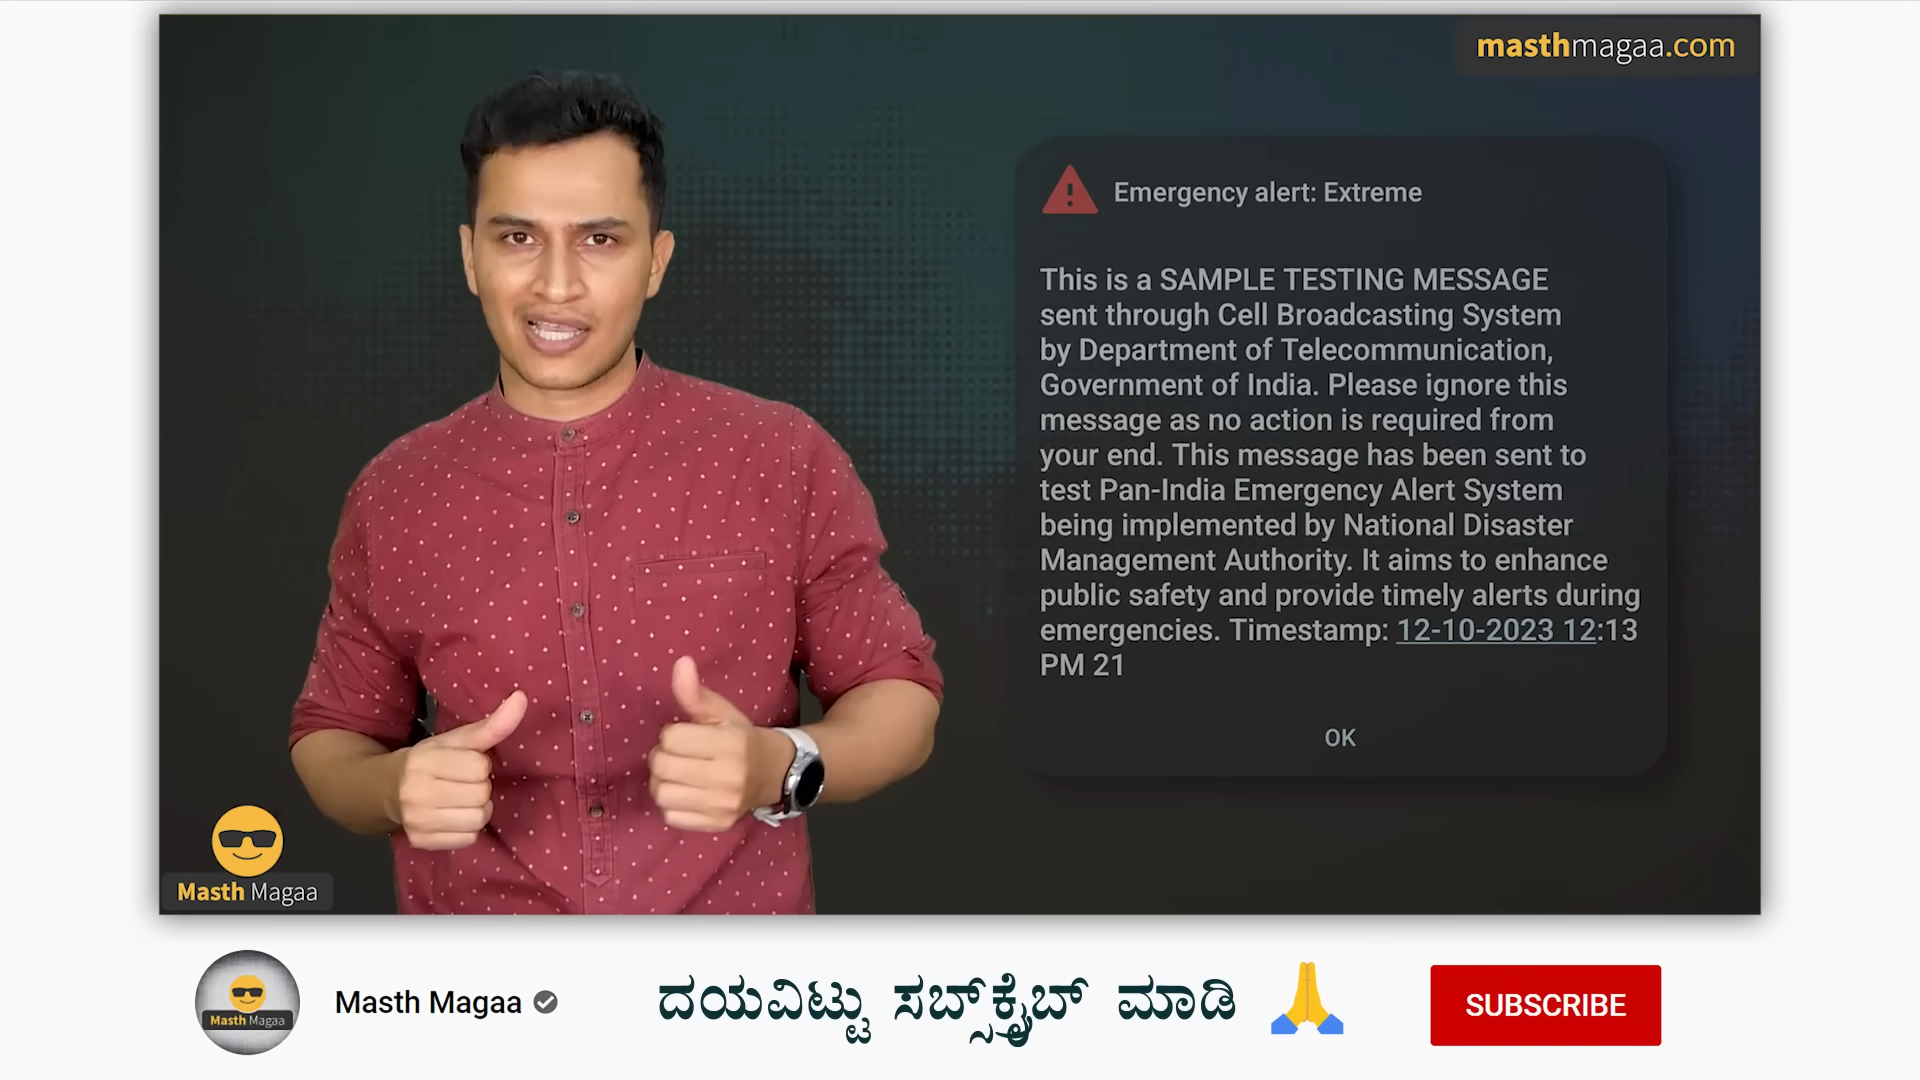 masthmagaa.com
Emergency alert: Extreme
This is a SAMPLE TESTING MESSAGE
sent through Cell Broadcasting System
by Department of Telecommunication,
Government of India. Please ignore this
message as no action is required from
your end. This message has been sent to
test Pan-India Emergency Alert System
being implemented by National Disaster
Management Authority. It aims to enhance
public safety and provide timely alerts during
emergencies. Timestamp: 12-10-2023 12:13
PM 21
OK
Masth Magaa
Masth Magaa
Masth Magaa
ದಯವಿಟ್ಟು ಸಬ್ಸ್‌ಕ್ರೈಬ್ ಮಾಡಿ
SUBSCRIBE